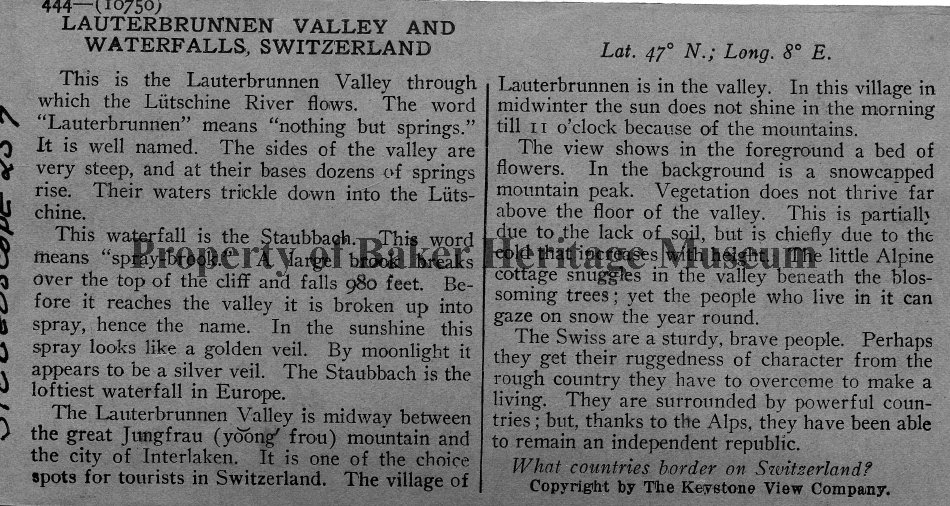 444—(10750)
LAUTERBRUNNEN VALLEY AND
WATERFALLS, SWITZERLAND
This is the Lauterbrunnen Valley through
which the Lütschine River flows. The word
“Lauterbrunnen” means “nothing but springs.”
It is well named. The sides of the valley are
very steep, and at their bases dozens of springs
rise. Their waters trickle down into the Lüts-
chine.
This waterfall is the Staubbach. This word
means “spray brook.” A large brook breaks
over the top of the cliff and falls 980 feet. Be-
fore it reaches the valley it is broken up into
spray, hence the name. In the sunshine this
spray looks like a golden veil. By moonlight it
appears to be a silver veil. The Staubbach is the
loftiest waterfall in Europe.
The Lauterbrunnen Valley is midway between
the great Jungfrau (yŏŏng′ frou) mountain and
the city of Interlaken. It is one of the choice
spots for tourists in Switzerland. The village of
Lat. 47° N.; Long. 8° E.
Lauterbrunnen is in the valley. In this village in
midwinter the sun does not shine in the morning
till 11 o'clock because of the mountains.
The view shows in the foreground a bed of
flowers. In the background is a snowcapped
mountain peak. Vegetation does not thrive far
above the floor of the valley. This is partially
due to the lack of soil, but is chiefly due to the
cold that increases with height. The little Alpine
cottage snuggles in the valley beneath the blos-
soming trees; yet the people who live in it can
gaze on snow the year round.
The Swiss are a sturdy, brave people. Perhaps
they get their ruggedness of character from the
rough country they have to overcome to make a
living. They are surrounded by powerful coun-
tries; but, thanks to the Alps, they have been able
to remain an independent republic.
What countries border on Switzerland?
Copyright by The Keystone View Company.
Property of Baker Heritage Museum